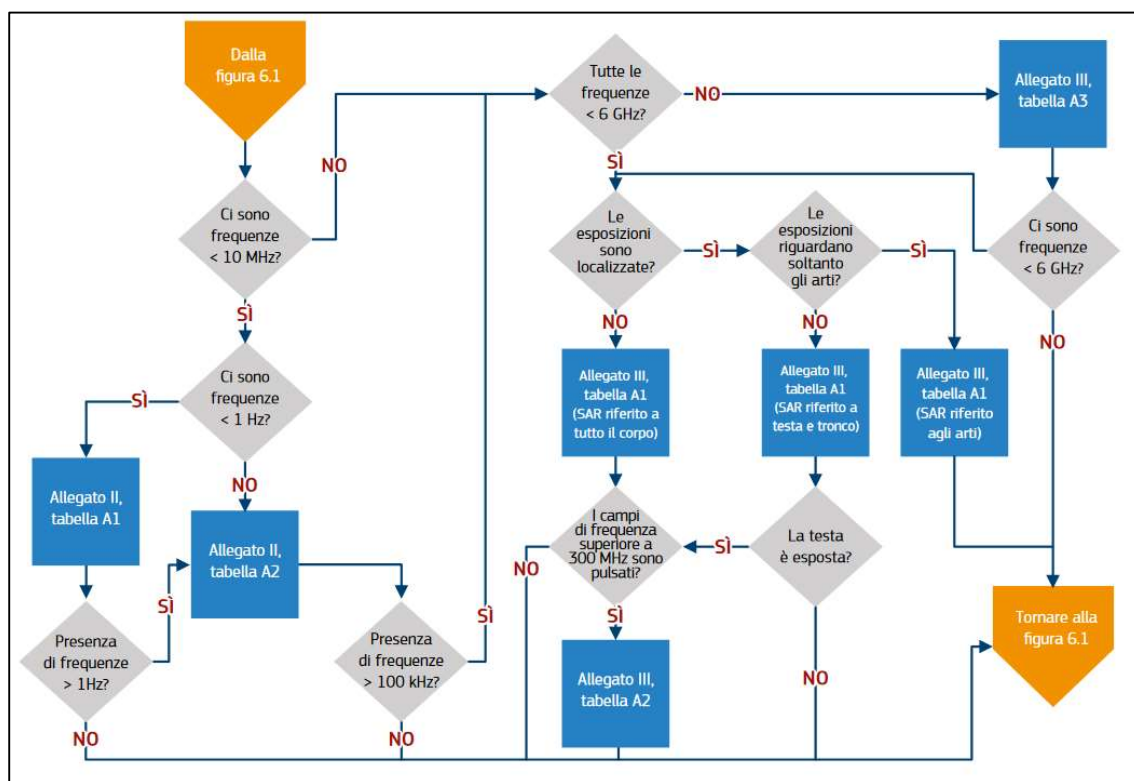 Dalla
figura 6.1
Tutte le
frequenze
< 6 GHz?
NO
Allegato III,
tabella A3
NO
SÌ
Ci sono
frequenze
< 10 MHz?
Le
esposizioni
sono
localizzate?
SÌ
Le
esposizioni
riguardano
soltanto
gli arti?
SÌ
Ci sono
frequenze
< 6 GHz?
SÌ
NO
NO
NO
Ci sono
frequenze
< 1 Hz?
SÌ
Allegato III,
tabella A1
(SAR riferito a
tutto il corpo)
Allegato III,
tabella A1
(SAR riferito a
testa e tronco)
Allegato III,
tabella A1
(SAR riferito
agli arti)
NO
Allegato II,
tabella A1
Allegato II,
tabella A2
I campi
di frequenza
superiore a
300 MHz sono
pulsati?
SÌ
La testa
è esposta?
NO
SÌ
SÌ
SÌ
Presenza
di frequenze
> 1Hz?
Presenza
di frequenze
> 100 kHz?
Allegato III,
tabella A2
NO
Tornare alla
figura 6.1
NO
NO